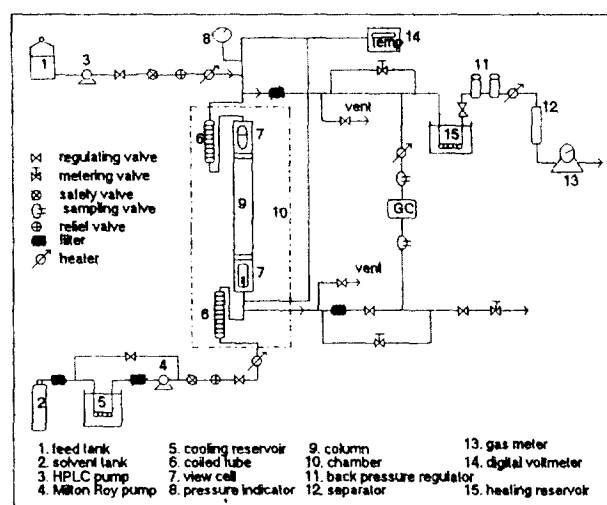 1
3
8
14
Temp
11
12
13
15
vent
6
7
9
10
GC
7
vent
6
4
5
2
regulating valve
metering valve
safety valve
sampling valve
relief valve
filter
heater
1. feed tank
2. solvent tank
3. HPLC pump
4. Milton Roy pump
5. cooling reservoir
6. coiled tube
7. view cell
8. pressure indicator
9. column
10. chamber
11. back pressure regulator
12. separator
13. gas meter
14. digital voltmeter
15. heating reservoir